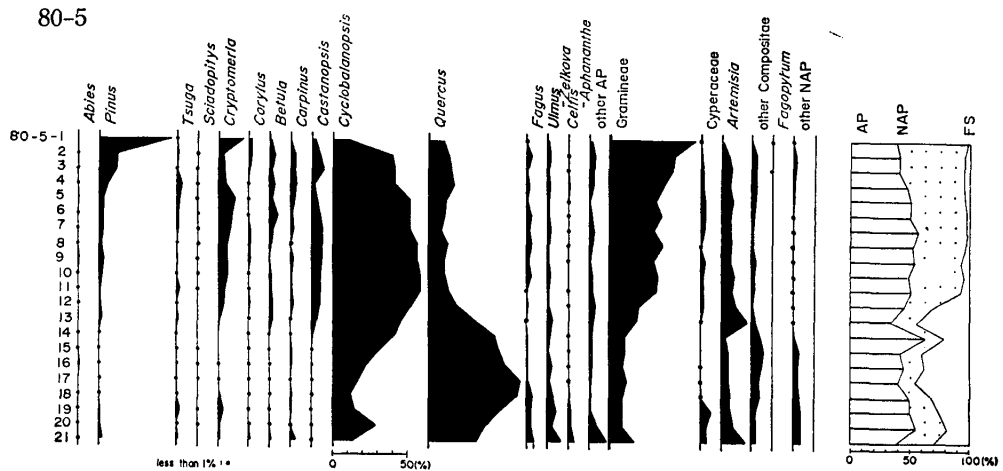 80-5
Abies
Pinus
Tsuga
Sciadopitys
Cryptomeria
Corylus
Betula
Carpinus
Castanopsis
Cyclobalanopsis
Quercus
Fagus
Ulmus
-Zelkova
Celtis
-Aphananthe
other AP
Gramineae
Cyperaceae
Artemisia
other Compositae
Fagopyrum
other NAP
AP
NAP
FS
80-5-1
2
3
4
5
6
7
8
9
10
11
12
13
14
15
16
17
18
19
20
21
less than 1%
0 50(%)
0 50 100(%)